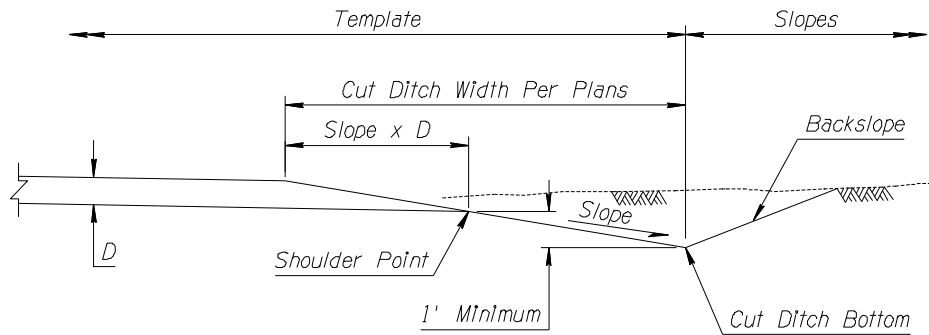 Template
Slopes
Cut Ditch Width Per Plans
Slope x D
Backslope
Slope
D
Shoulder Point
1' Minimum
Cut Ditch Bottom